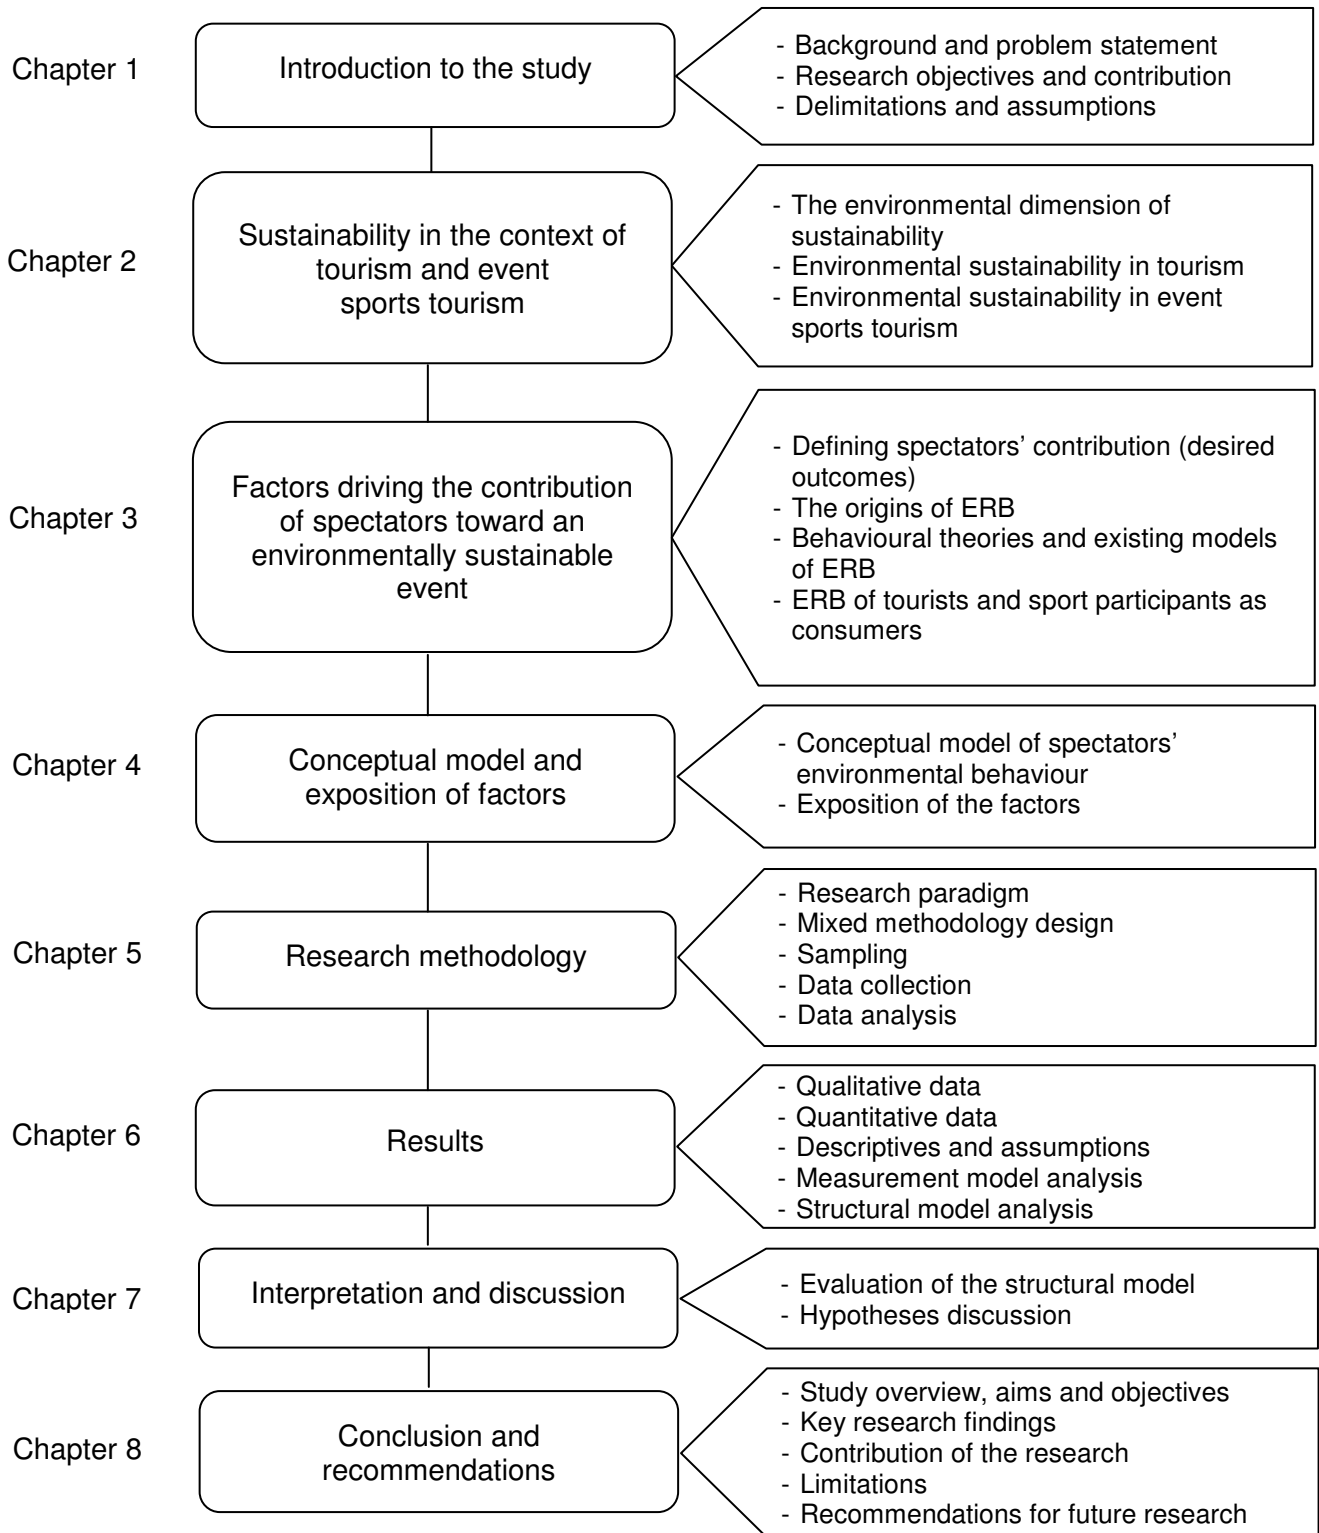 Chapter 1
Introduction to the study
- Background and problem statement
- Research objectives and contribution
- Delimitations and assumptions
Chapter 2
Sustainability in the context of
tourism and event
sports tourism
- The environmental dimension of
sustainability
- Environmental sustainability in tourism
- Environmental sustainability in event
sports tourism
Chapter 3
Factors driving the contribution
of spectators toward an
environmentally sustainable
event
- Defining spectators’ contribution (desired
outcomes)
- The origins of ERB
- Behavioural theories and existing models
of ERB
- ERB of tourists and sport participants as
consumers
Chapter 4
Conceptual model and
exposition of factors
- Conceptual model of spectators’
environmental behaviour
- Exposition of the factors
Chapter 5
Research methodology
- Research paradigm
- Mixed methodology design
- Sampling
- Data collection
- Data analysis
Chapter 6
Results
- Qualitative data
- Quantitative data
- Descriptives and assumptions
- Measurement model analysis
- Structural model analysis
Chapter 7
Interpretation and discussion
- Evaluation of the structural model
- Hypotheses discussion
Chapter 8
Conclusion and
recommendations
- Study overview, aims and objectives
- Key research findings
- Contribution of the research
- Limitations
- Recommendations for future research